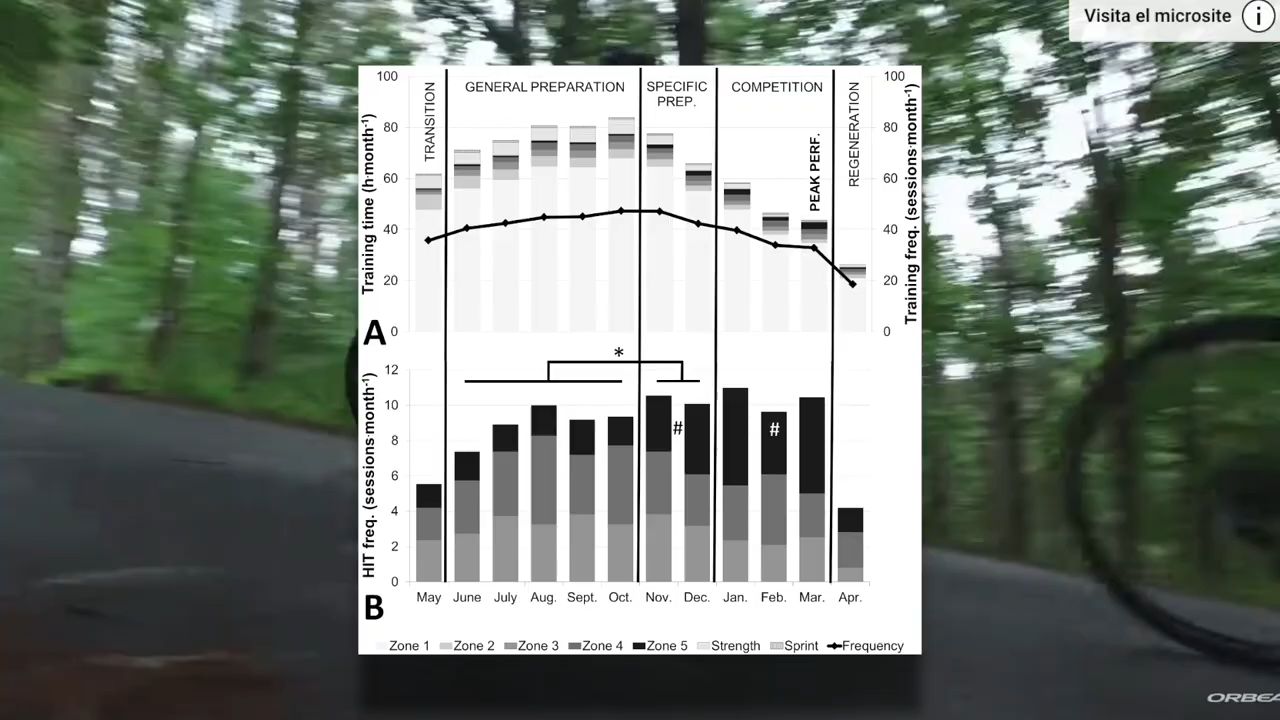 Visita el microsite
i
100
80
60
40
20
0
Training time (h·month⁻¹)
TRANSITION
GENERAL PREPARATION
SPECIFIC
PREP.
COMPETITION
PEAK PERF.
REGENERATION
100
80
60
40
20
0
Training freq. (sessions·month⁻¹)
A
*
12
10
8
6
4
2
0
HIT freq. (sessions·month⁻¹)
#
#
May June July Aug. Sept. Oct. Nov. Dec. Jan. Feb. Mar. Apr.
B
Zone 1 Zone 2 Zone 3 Zone 4 Zone 5 Strength Sprint Frequency
ORBEA